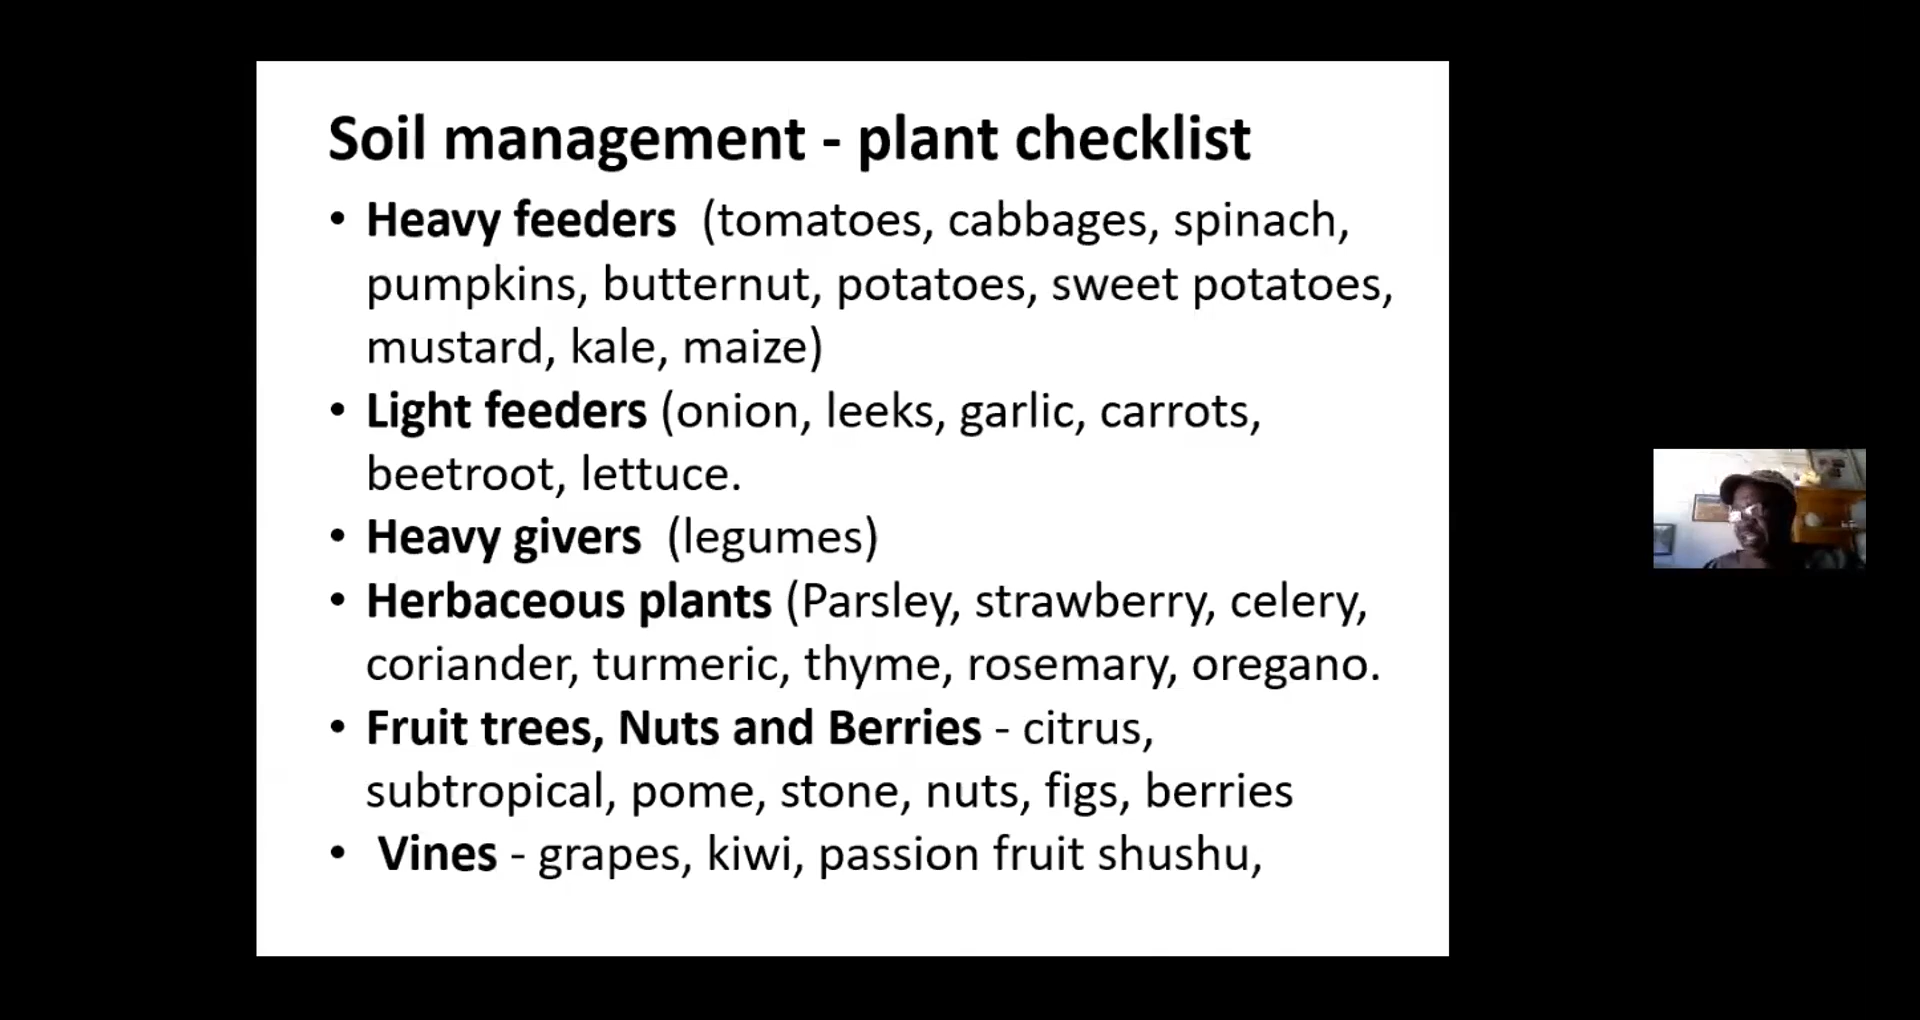 Soil management - plant checklist
• Heavy feeders (tomatoes, cabbages, spinach,
pumpkins, butternut, potatoes, sweet potatoes,
mustard, kale, maize)
• Light feeders (onion, leeks, garlic, carrots,
beetroot, lettuce.
• Heavy givers (legumes)
• Herbaceous plants (Parsley, strawberry, celery,
coriander, turmeric, thyme, rosemary, oregano.
• Fruit trees, Nuts and Berries - citrus,
subtropical, pome, stone, nuts, figs, berries
• Vines - grapes, kiwi, passion fruit shushu,